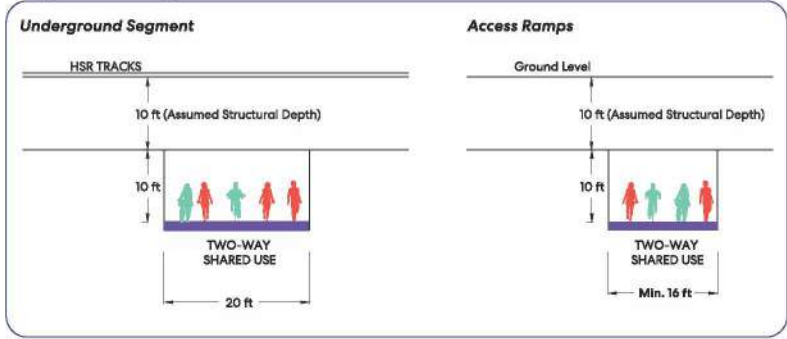 Underground Segment
HSR TRACKS
10 ft (Assumed Structural Depth)
10 ft
TWO-WAY
SHARED USE
20 ft
Access Ramps
Ground Level
10 ft (Assumed Structural Depth)
10 ft
TWO-WAY
SHARED USE
Min. 16 ft